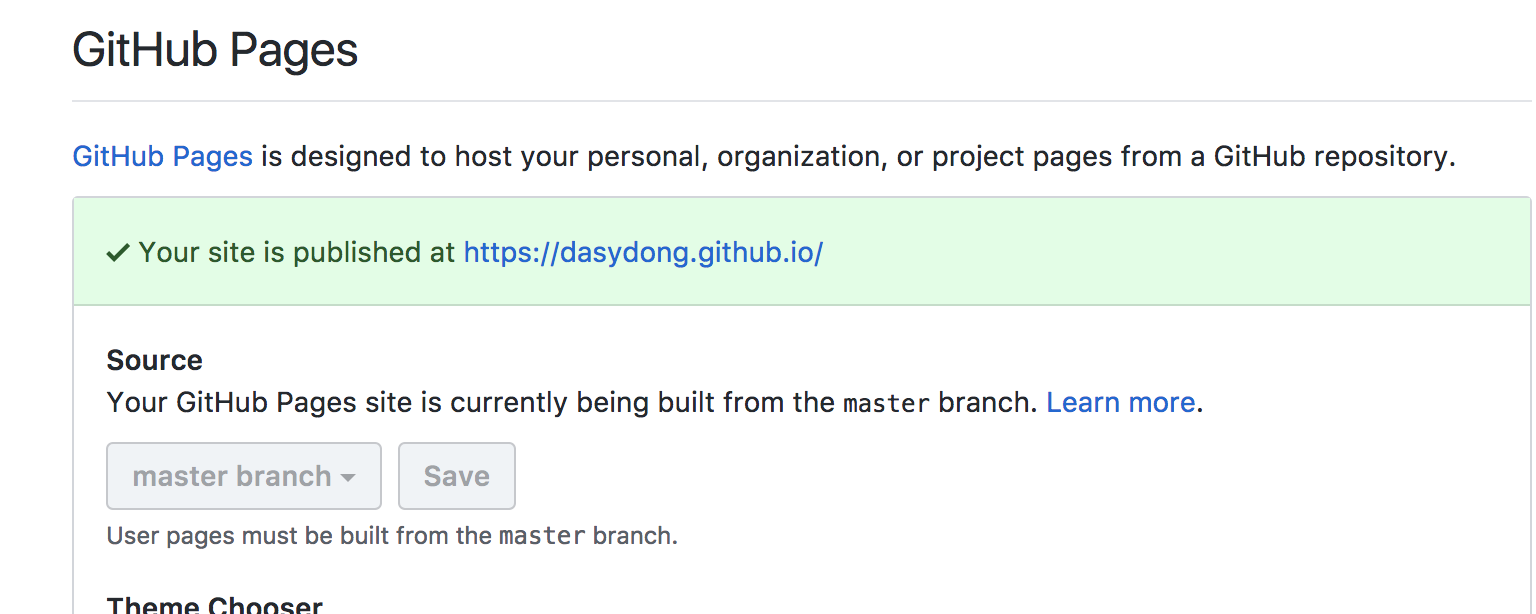 GitHub Pages
GitHub Pages is designed to host your personal, organization, or project pages from a GitHub repository.
Your site is published at https://dasydong.github.io/
Source
Your GitHub Pages site is currently being built from the master branch. Learn more.
master branch Save
User pages must be built from the master branch.
Theme Chooser